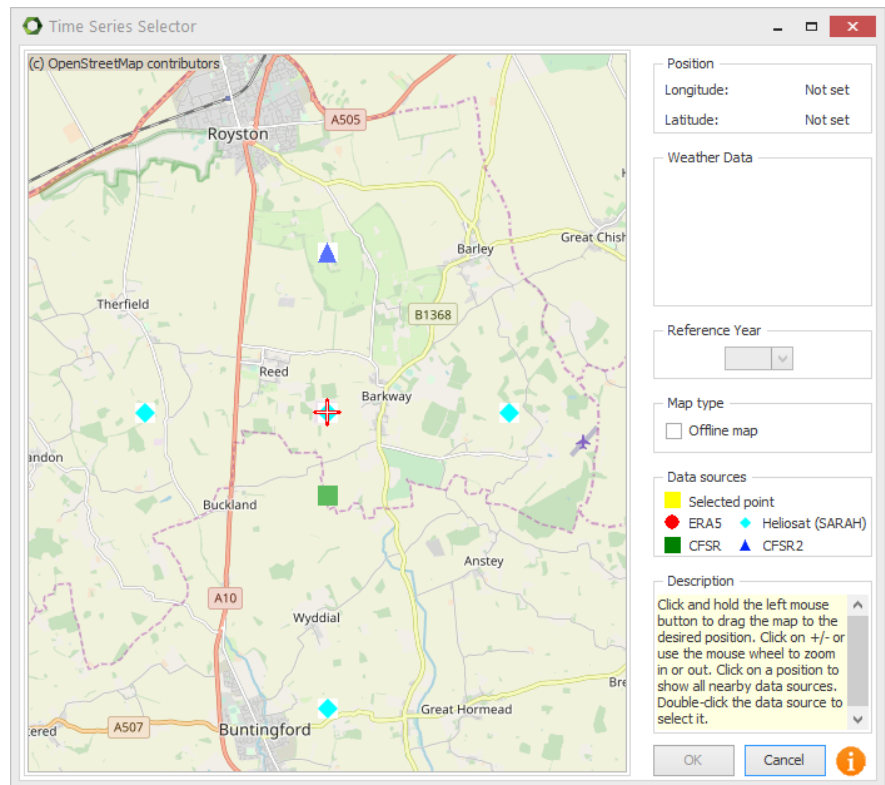 Time Series Selector
(c) OpenStreetMap contributors
A505
Royston
Great Chish
Barley
Therfield
B1368
Reed
Barkway
andon
Buckland
Anstey
A10
Wyddial
Bre
Great Hormead
ered
A507
Buntingford
Position
Longitude: Not set
Latitude: Not set
Weather Data
Reference Year
Map type
Offline map
Data sources
Selected point
ERA5 Heliosat (SARAH)
CFSR CFSR2
Description
Click and hold the left mouse
button to drag the map to the
desired position. Click on +/- or
use the mouse wheel to zoom
in or out. Click on a position to
show all nearby data sources.
Double-click the data source to
select it.
OK Cancel